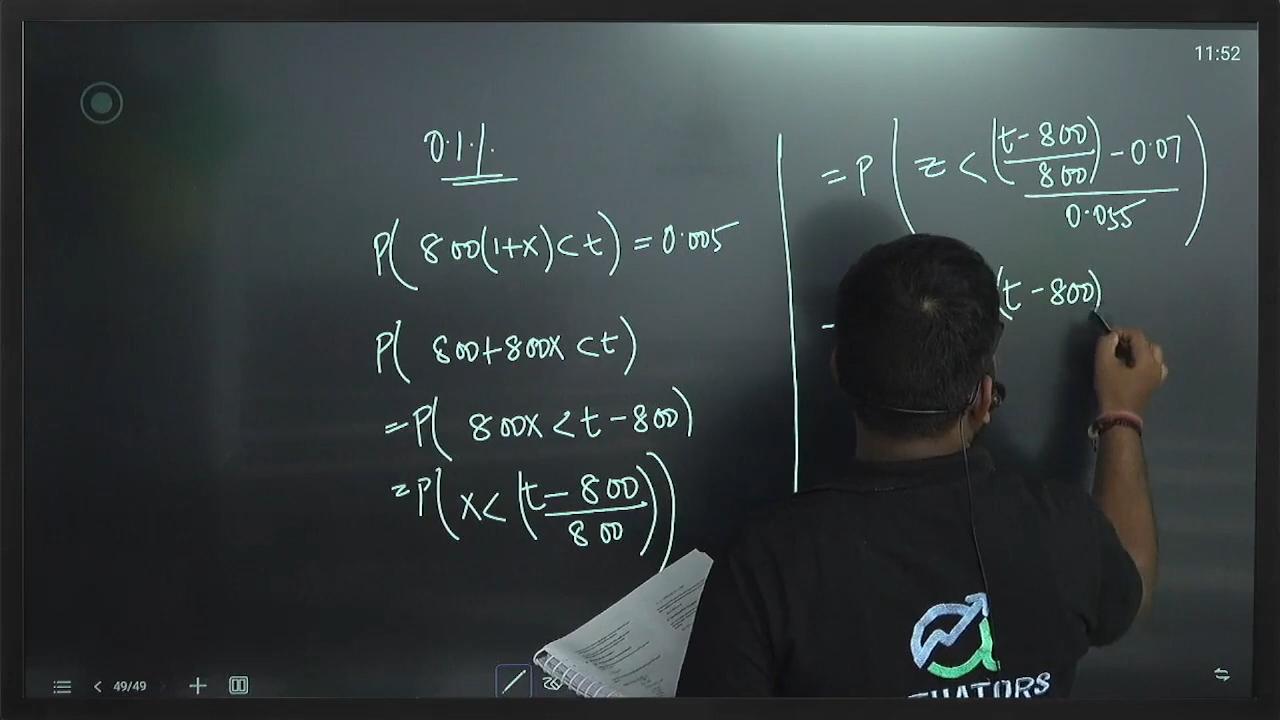 11:52
0.1%
P( 800(1+x) < t ) = 0.005
P( 800+800x < t)
= P( 800x < t - 800)
= P( x < (t - 800 / 800))
= P( z < (t - 800 / 800) - 0.07 / 0.055 )
(t - 800)
49/49